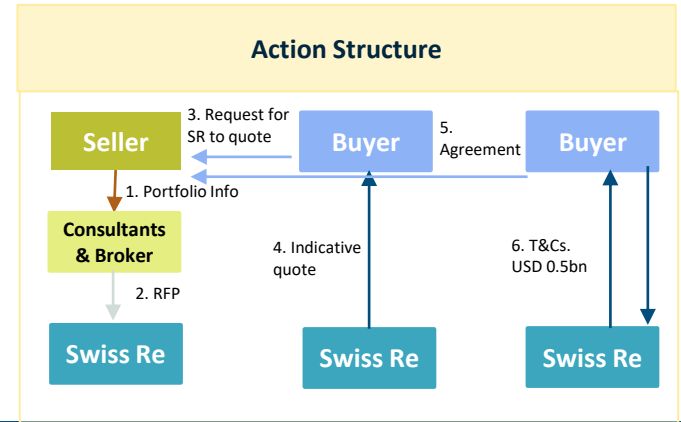 Action Structure
3. Request for
SR to quote
Seller
Buyer
5.
Agreement
Buyer
1. Portfolio Info
Consultants
& Broker
4. Indicative
quote
6. T&Cs.
USD 0.5bn
2. RFP
Swiss Re
Swiss Re
Swiss Re